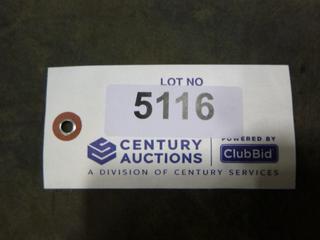 LOT NO
5116
CENTURY
AUCTIONS
POWERED BY
ClubBid
A DIVISION OF CENTURY SERVICES